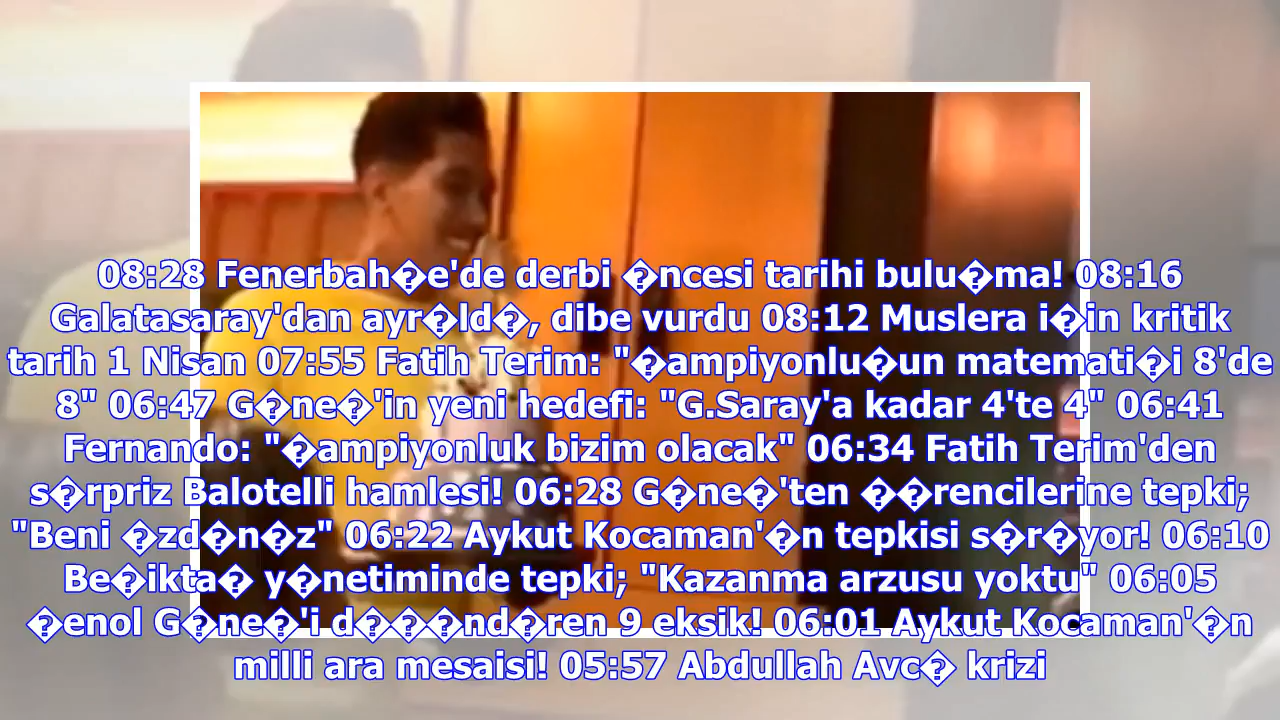 08:28 Fenerbah�e'de derbi �ncesi tarihi bulu�ma! 08:16
Galatasaray'dan ayr�ld�, dibe vurdu 08:12 Muslera i�in kritik
tarih 1 Nisan 07:55 Fatih Terim: "�ampiyonlu�un matemati�i 8'de
8" 06:47 G�ne�'in yeni hedefi: "G.Saray'a kadar 4'te 4" 06:41
Fernando: "�ampiyonluk bizim olacak" 06:34 Fatih Terim'den
s�rpriz Balotelli hamlesi! 06:28 G�ne�'ten ��rencilerine tepki;
"Beni �zd�n�z" 06:22 Aykut Kocaman'�n tepkisi s�r�yor! 06:10
Be�ikta� y�netiminde tepki; "Kazanma arzusu yoktu" 06:05
�enol G�ne�'i d���nd�ren 9 eksik! 06:01 Aykut Kocaman'�n
milli ara mesaisi! 05:57 Abdullah Avc� krizi